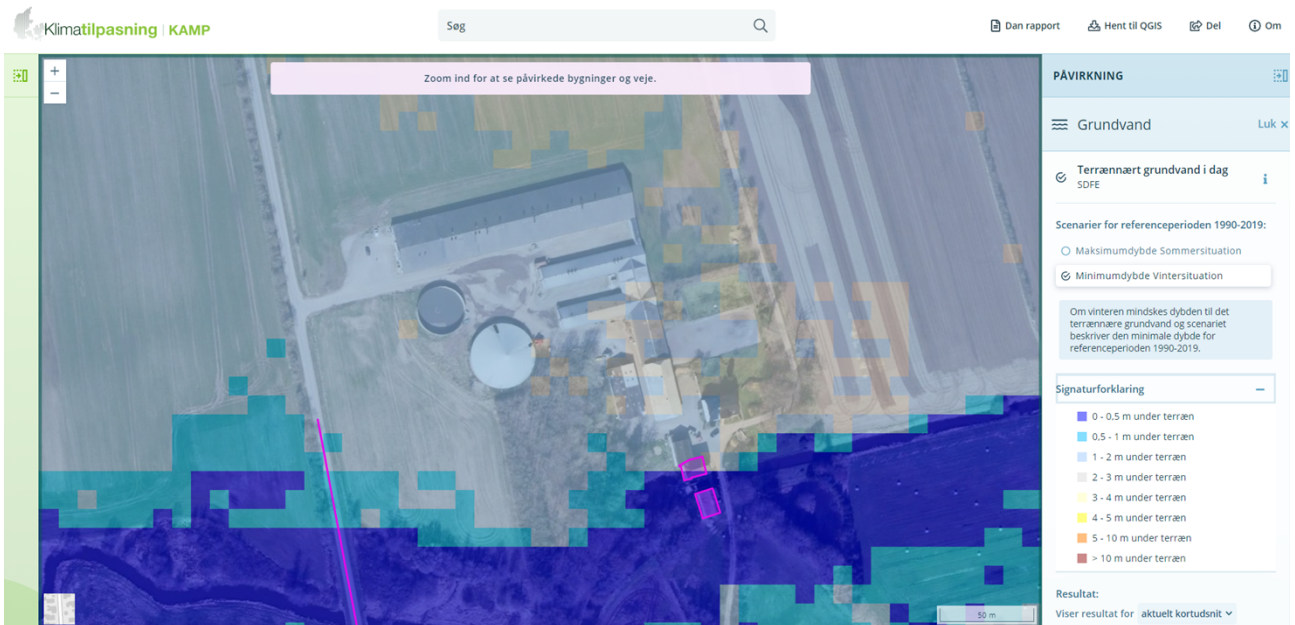 Klimatilpasning | KAMP
Søg
Dan rapport
Hent til QGIS
Del
Om
Zoom ind for at se påvirkede bygninger og veje.
+
−
PÅVIRKNING
Grundvand
Luk ×
Terrænnært grundvand i dag
SDFE
Scenarier for referenceperioden 1990-2019:
Maksimumdybde Sommersituation
Minimumdybde Vintersituation
Om vinteren mindskes dybden til det
terrænnære grundvand og scenariet
beskriver den minimale dybde for
referenceperioden 1990-2019.
Signaturforklaring
0 - 0,5 m under terræn
0,5 - 1 m under terræn
1 - 2 m under terræn
2 - 3 m under terræn
3 - 4 m under terræn
4 - 5 m under terræn
5 - 10 m under terræn
> 10 m under terræn
50 m
Resultat:
Viser resultat for aktuelt kortudsnit